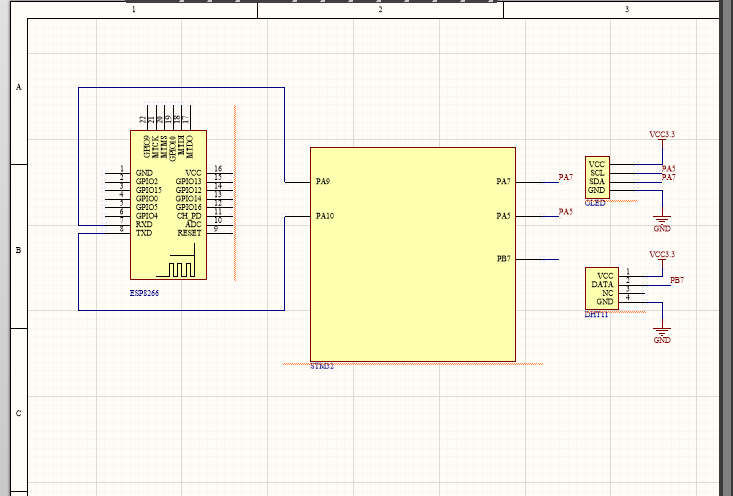 1 2 3
A
22 21 20 19 18 17
GPIO9 MTCK MTMS GPIO10 MTDI MTDO
1 GND VCC 16
2 GPIO2 GPIO13 15
3 GPIO15 GPIO12 14
4 GPIO0 GPIO14 13
5 GPIO5 GPIO16 12
6 GPIO4 CH_PD 11
7 RXD ADC 10
8 TXD RESET 9
ESP8266
PA9 PA7 PA7
PA10 PA5 PA5
PB7
STM32
VCC3.3
VCC
SCL PA5
SDA PA7
GND
OLED
GND
B
VCC3.3
VCC 1
DATA 2 PB7
NC 3
GND 4
DHT11
GND
C